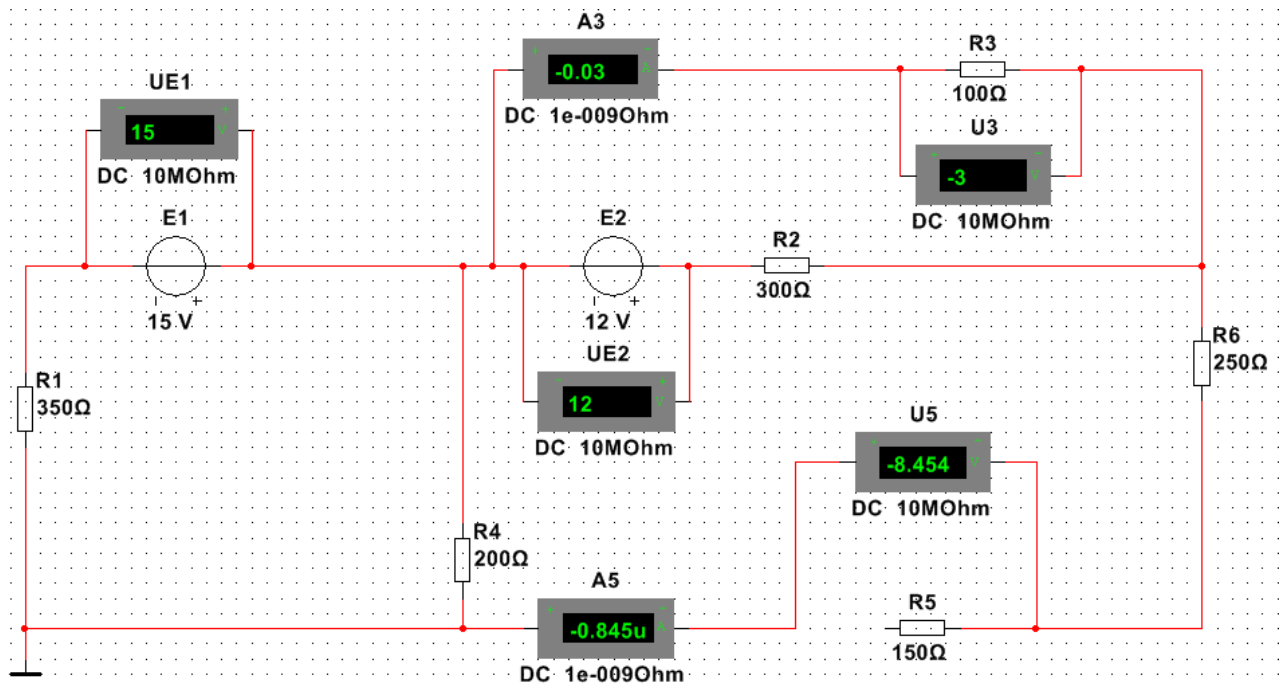 A3
-0.03
DC 1e-009Ohm
R3
100Ω
U3
-3
DC 10MOhm
UE1
15
DC 10MOhm
E1
15 V
E2
12 V
R2
300Ω
UE2
12
DC 10MOhm
R6
250Ω
R1
350Ω
U5
-8.454
DC 10MOhm
R4
200Ω
A5
-0.845u
DC 1e-009Ohm
R5
150Ω